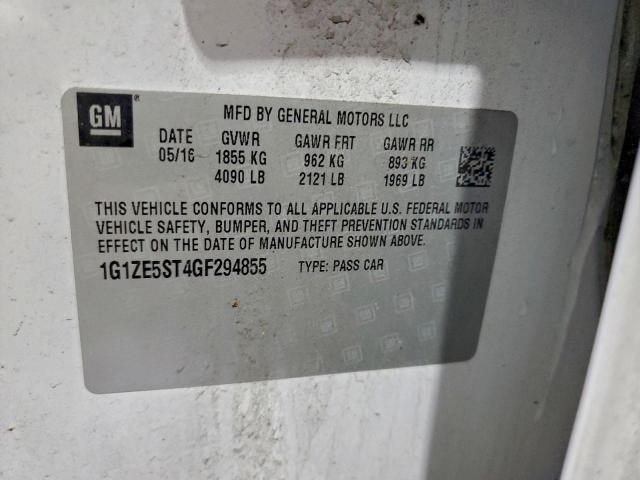 GM ®
MFD BY GENERAL MOTORS LLC
DATE GVWR GAWR FRT GAWR RR
05/16 1855 KG 962 KG 893 KG
4090 LB 2121 LB 1969 LB
THIS VEHICLE CONFORMS TO ALL APPLICABLE U.S. FEDERAL MOTOR
VEHICLE SAFETY, BUMPER, AND THEFT PREVENTION STANDARDS IN
EFFECT ON THE DATE OF MANUFACTURE SHOWN ABOVE.
1G1ZE5ST4GF294855 TYPE: PASS CAR